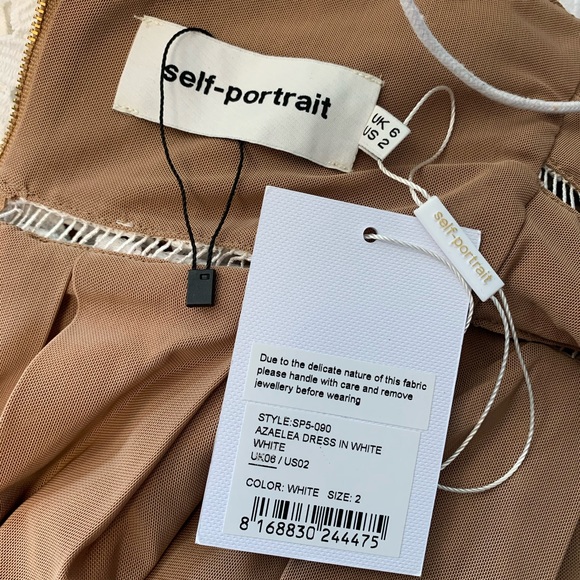 self-portrait
UK 6
US 2
self-portrait
Due to the delicate nature of this fabric
please handle with care and remove
jewellery before wearing
STYLE:SP5-090
AZAELEA DRESS IN WHITE
WHITE
UK06 / US02
COLOR: WHITE SIZE: 2
8 168830 244475